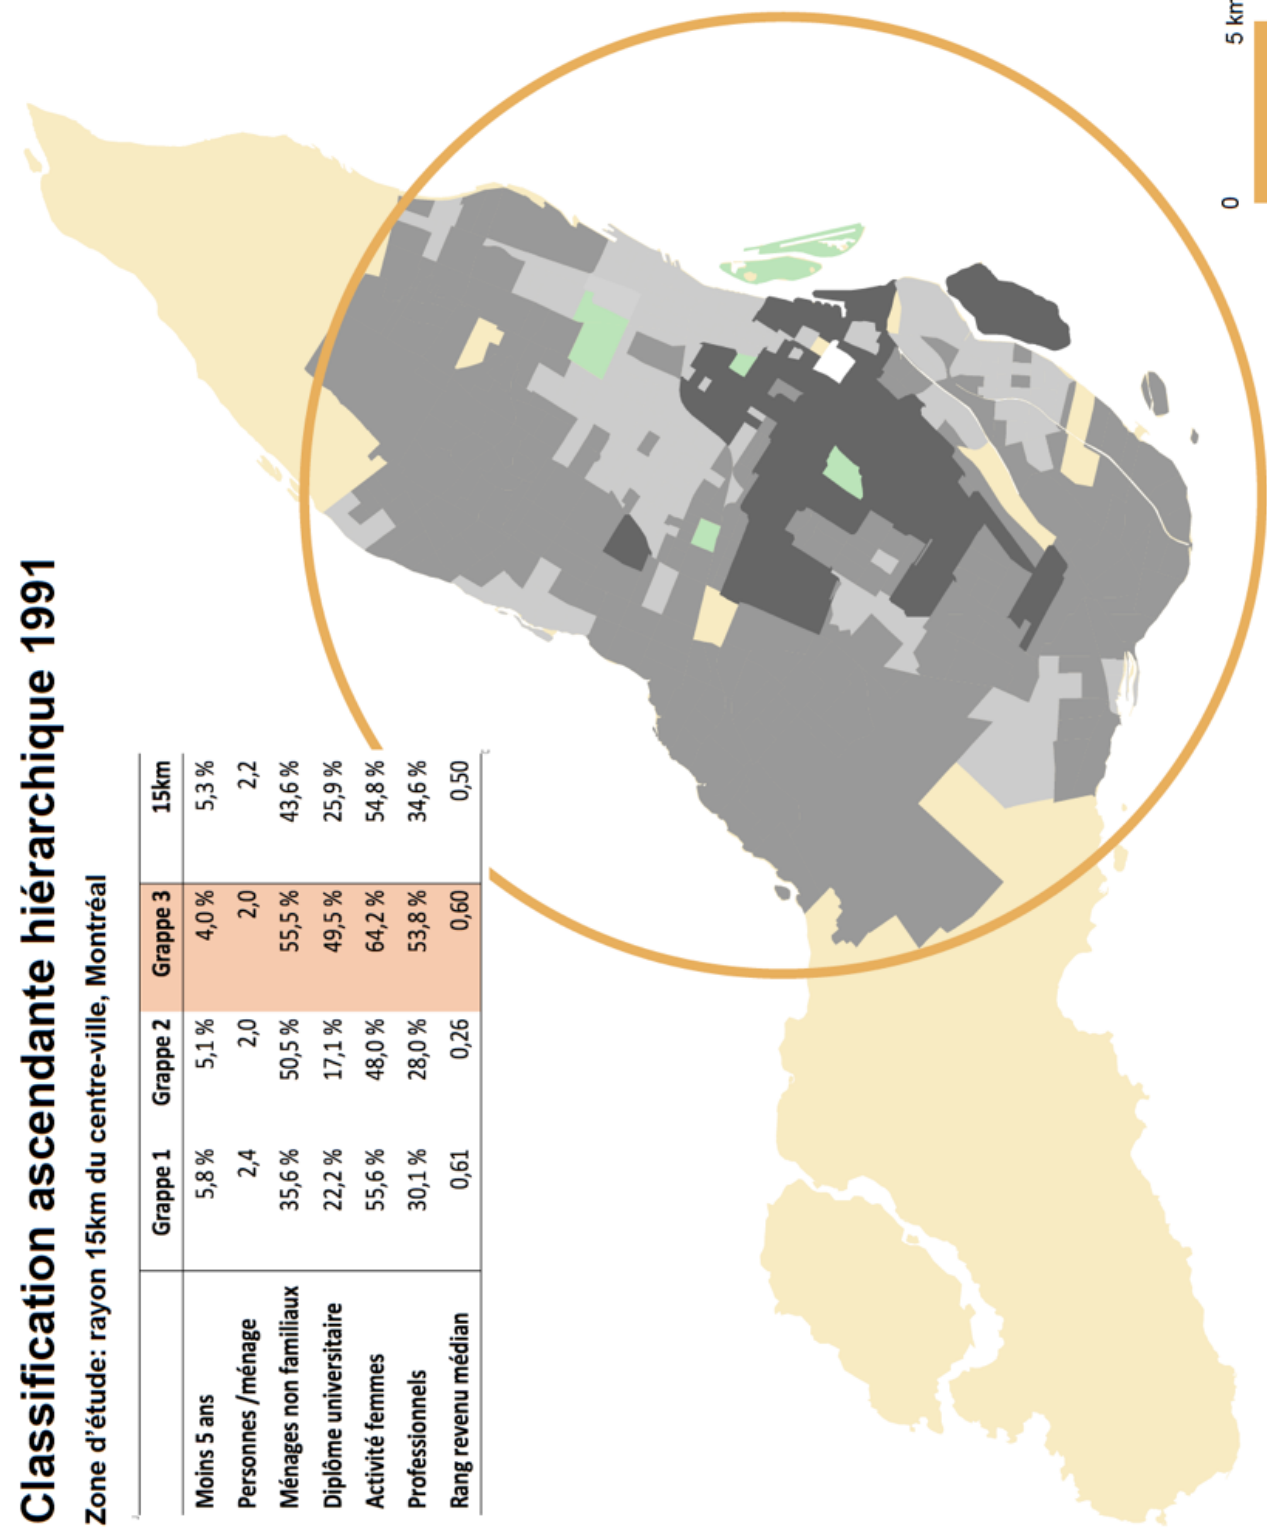 Classification ascendante hiérarchique 1991
Zone d'étude: rayon 15km du centre-ville, Montréal
Grappe 1 Grappe 2 Grappe 3 15km
Moins 5 ans 5,8 % 5,1 % 4,0 % 5,3 %
Personnes /ménage 2,4 2,0 2,0 2,2
Ménages non familiaux 35,6 % 50,5 % 55,5 % 43,6 %
Diplôme universitaire 22,2 % 17,1 % 49,5 % 25,9 %
Activité femmes 55,6 % 48,0 % 64,2 % 54,8 %
Professionnels 30,1 % 28,0 % 53,8 % 34,6 %
Rang revenu médian 0,61 0,26 0,60 0,50
0 5 km